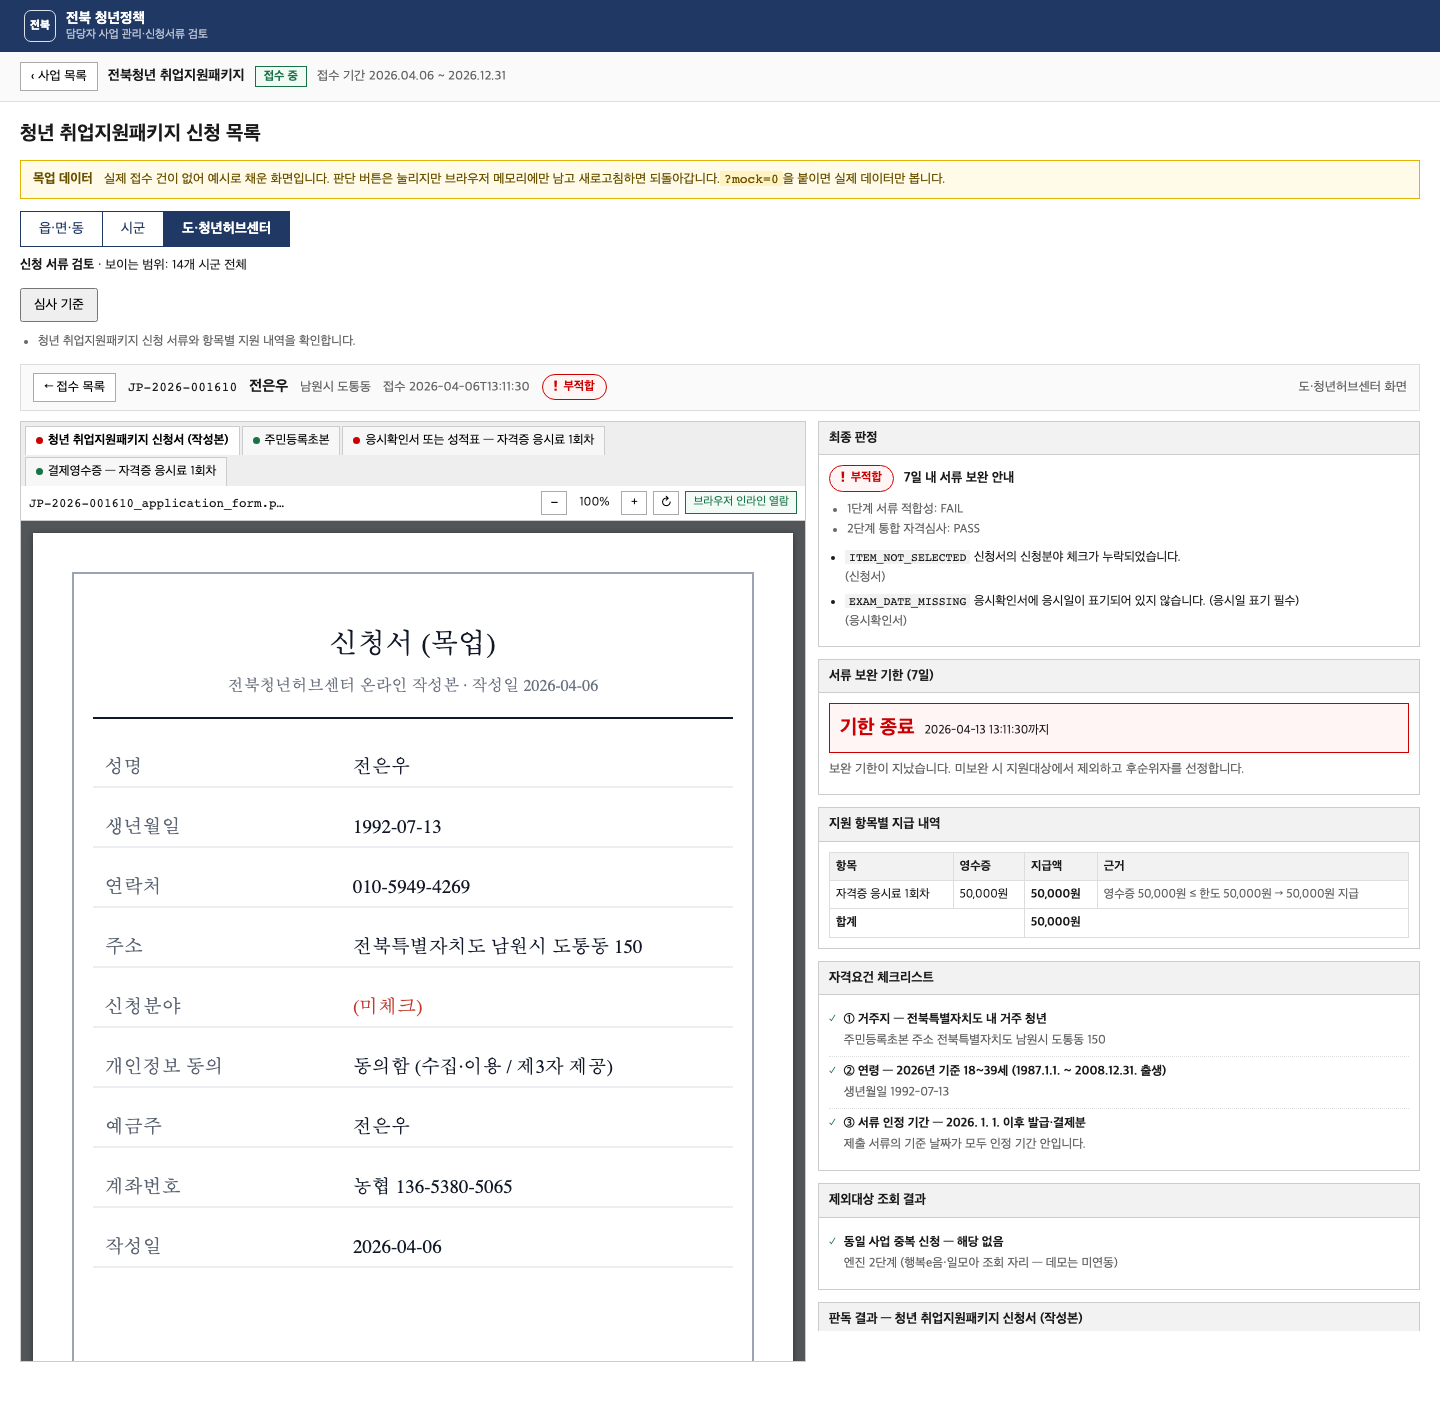 전북
전북 청년정책
담당자 사업 관리·신청서류 검토
‹ 사업 목록
전북청년 취업지원패키지
접수 중
접수 기간 2026.04.06 ~ 2026.12.31
청년 취업지원패키지 신청 목록
목업 데이터 실제 접수 건이 없어 예시로 채운 화면입니다. 판단 버튼은 눌리지만 브라우저 메모리에만 남고 새로고침하면 되돌아갑니다. ?mock=0 을 붙이면 실제 데이터만 봅니다.
읍·면·동
시군
도·청년허브센터
신청 서류 검토 · 보이는 범위: 14개 시군 전체
심사 기준
청년 취업지원패키지 신청 서류와 항목별 지원 내역을 확인합니다.
← 접수 목록
JP-2026-001610
전은우
남원시 도통동
접수 2026-04-06T13:11:30
! 부적합
도·청년허브센터 화면
청년 취업지원패키지 신청서 (작성본)
주민등록초본
응시확인서 또는 성적표 — 자격증 응시료 1회차
결제영수증 — 자격증 응시료 1회차
JP-2026-001610_application_form.p…
−
100%
+
↻
브라우저 인라인 열람
신청서 (목업)
전북청년허브센터 온라인 작성본 · 작성일 2026-04-06
성명 전은우
생년월일 1992-07-13
연락처 010-5949-4269
주소 전북특별자치도 남원시 도통동 150
신청분야 (미체크)
개인정보 동의 동의함 (수집·이용 / 제3자 제공)
예금주 전은우
계좌번호 농협 136-5380-5065
작성일 2026-04-06
최종 판정
! 부적합 7일 내 서류 보완 안내
1단계 서류 적합성: FAIL
2단계 통합 자격심사: PASS
ITEM_NOT_SELECTED 신청서의 신청분야 체크가 누락되었습니다.
(신청서)
EXAM_DATE_MISSING 응시확인서에 응시일이 표기되어 있지 않습니다. (응시일 표기 필수)
(응시확인서)
서류 보완 기한 (7일)
기한 종료 2026-04-13 13:11:30까지
보완 기한이 지났습니다. 미보완 시 지원대상에서 제외하고 후순위자를 선정합니다.
지원 항목별 지급 내역
항목 영수증 지급액 근거
자격증 응시료 1회차 50,000원 50,000원 영수증 50,000원 ≤ 한도 50,000원 → 50,000원 지급
합계 50,000원
자격요건 체크리스트
✓ ① 거주지 — 전북특별자치도 내 거주 청년
주민등록초본 주소 전북특별자치도 남원시 도통동 150
✓ ② 연령 — 2026년 기준 18~39세 (1987.1.1. ~ 2008.12.31. 출생)
생년월일 1992-07-13
✓ ③ 서류 인정 기간 — 2026. 1. 1. 이후 발급·결제분
제출 서류의 기준 날짜가 모두 인정 기간 안입니다.
제외대상 조회 결과
✓ 동일 사업 중복 신청 — 해당 없음
엔진 2단계 (행복e음·일모아 조회 자리 — 데모는 미연동)
판독 결과 — 청년 취업지원패키지 신청서 (작성본)